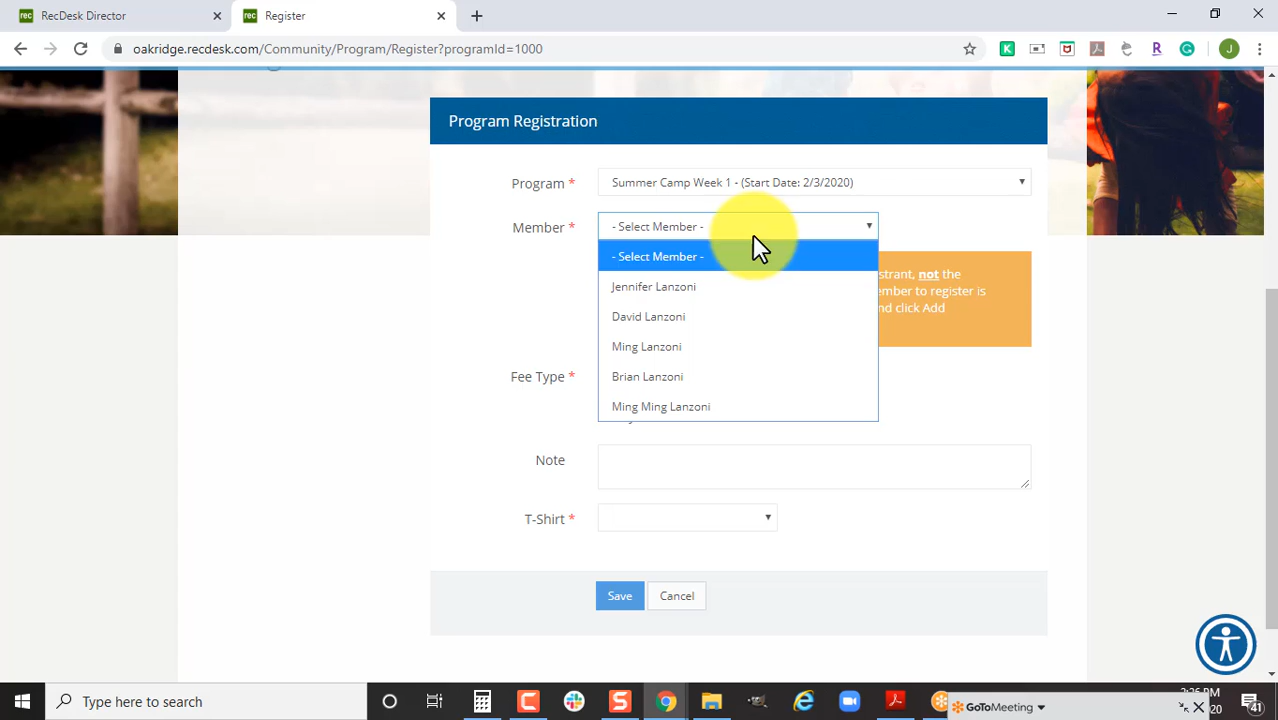 RecDesk Director
Register
oakridge.recdesk.com/Community/Program/Register?programId=1000
J
Program Registration
Program * Summer Camp Week 1 - (Start Date: 2/3/2020)
Member * - Select Member -
- Select Member -
Jennifer Lanzoni
David Lanzoni
Ming Lanzoni
Brian Lanzoni
Ming Ming Lanzoni
strant, not the
ember to register is
nd click Add
Fee Type *
Note
T-Shirt *
Save Cancel
Type here to search
GoToMeeting
41